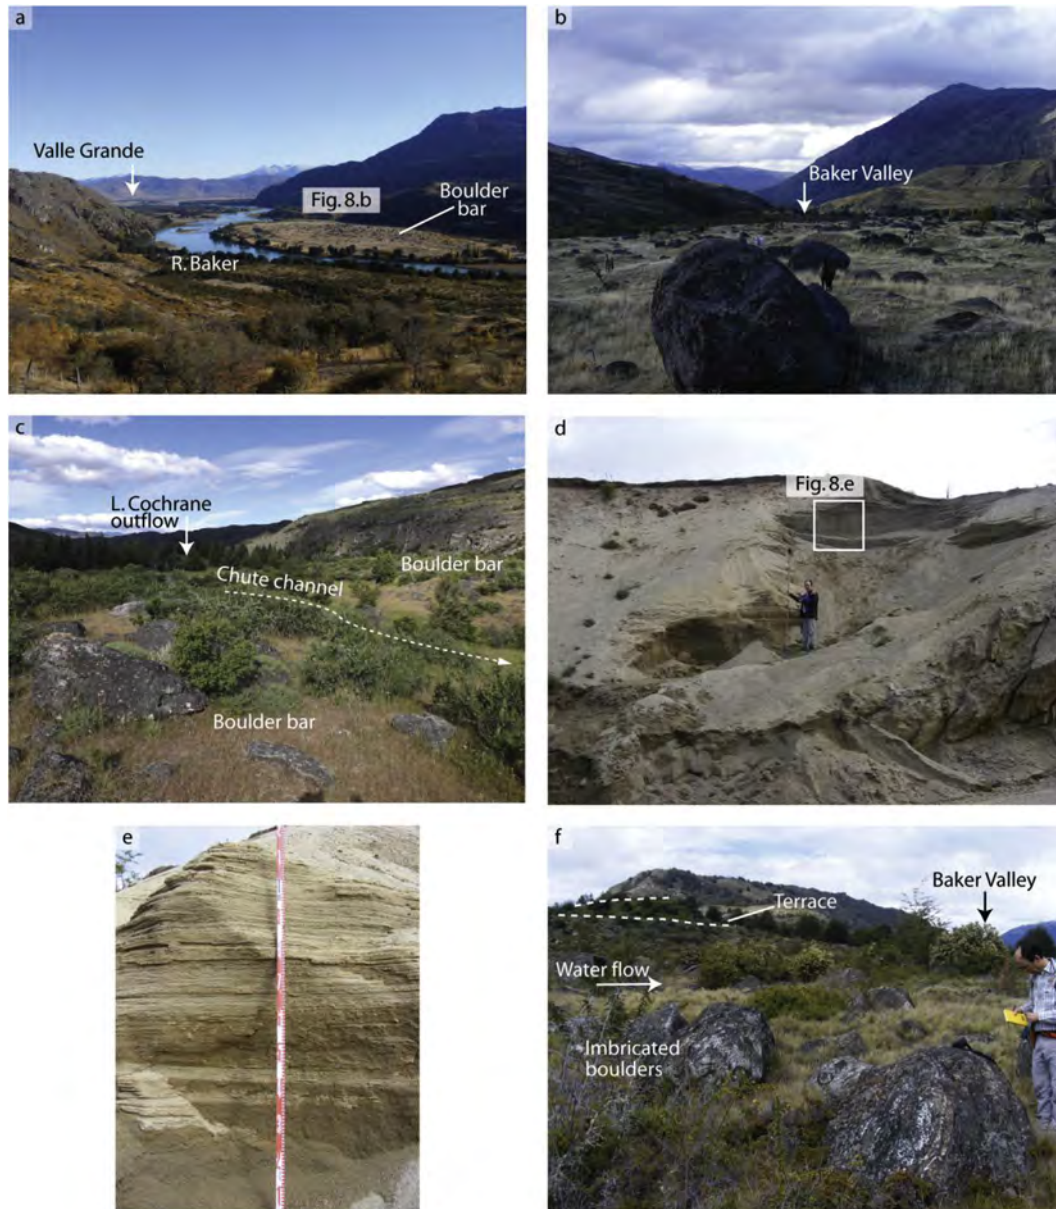 a
Valle Grande
Fig. 8.b
Boulder
bar
R. Baker
b
Baker Valley
c
L. Cochrane
outflow
Chute channel
Boulder bar
Boulder bar
d
Fig. 8.e
e
f
Baker Valley
Terrace
Water flow
Imbricated
boulders